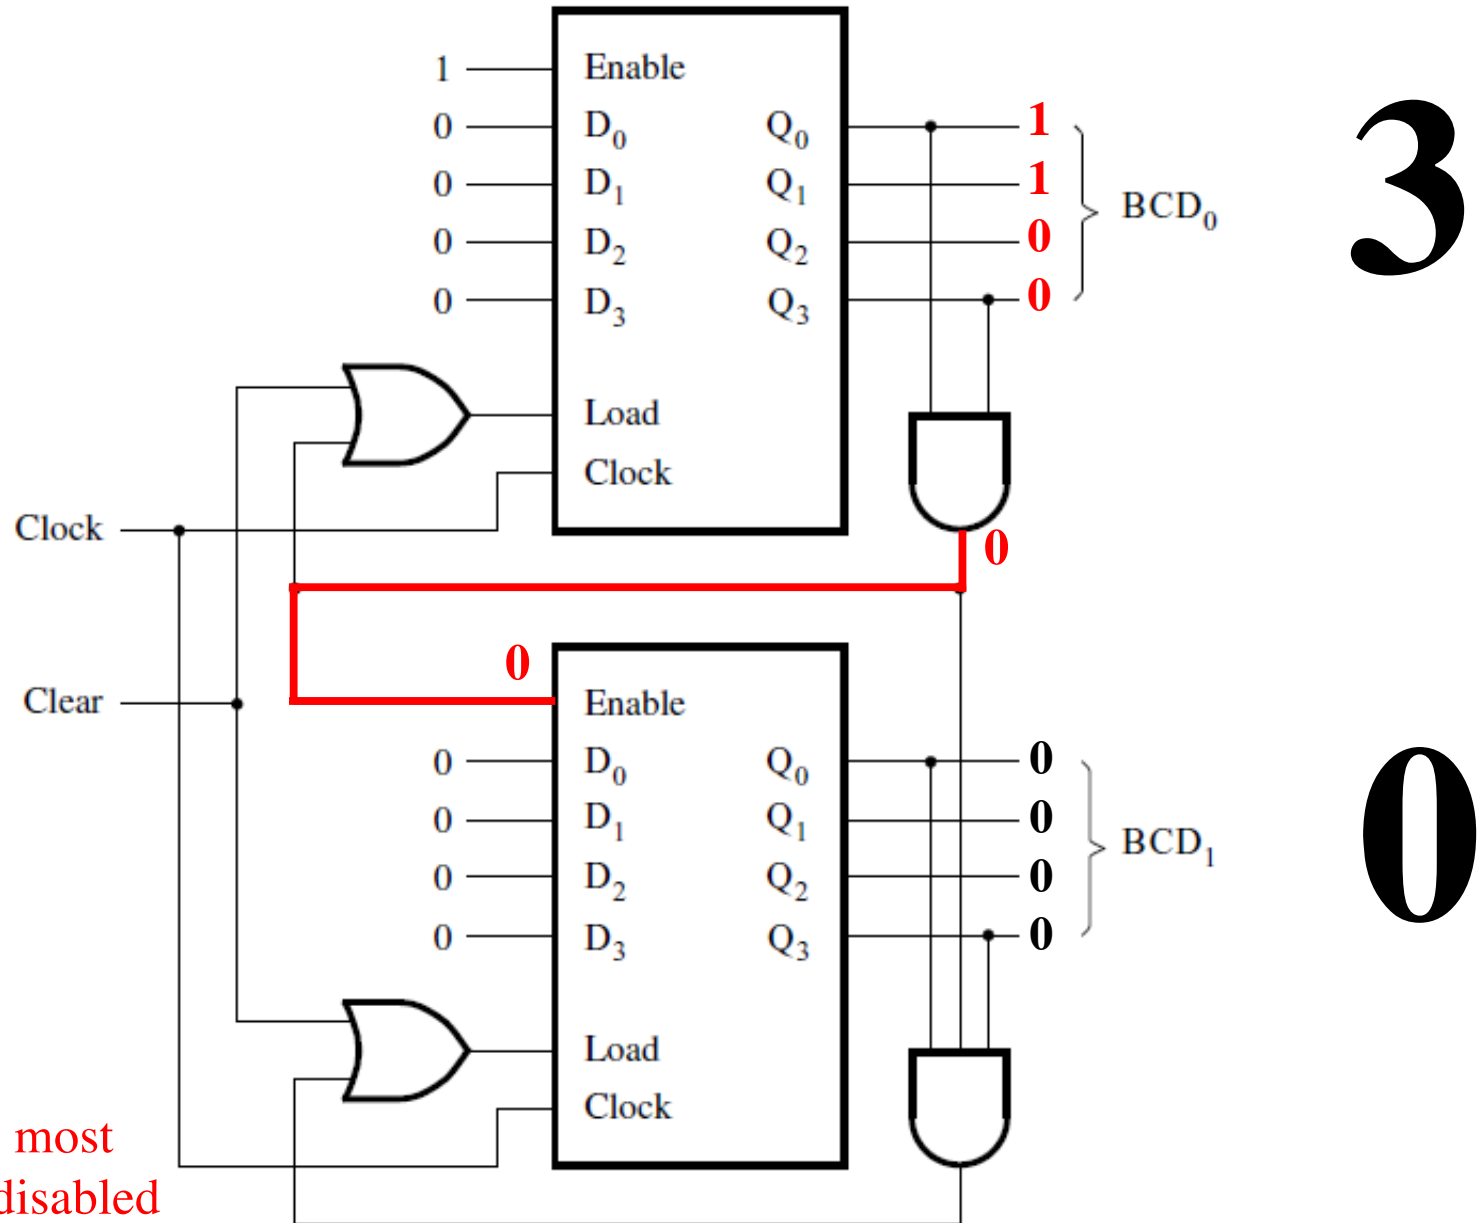 1 Enable
0 D0 Q0 1
0 D1 Q1 1
BCD0 3
0 D2 Q2 0
0 D3 Q3 0
Load
Clock
Clock
0
0
Clear
Enable
0 D0 Q0 0
0 D1 Q1 0
BCD1 0
0 D2 Q2 0
0 D3 Q3 0
Load
Clock
most
disabled